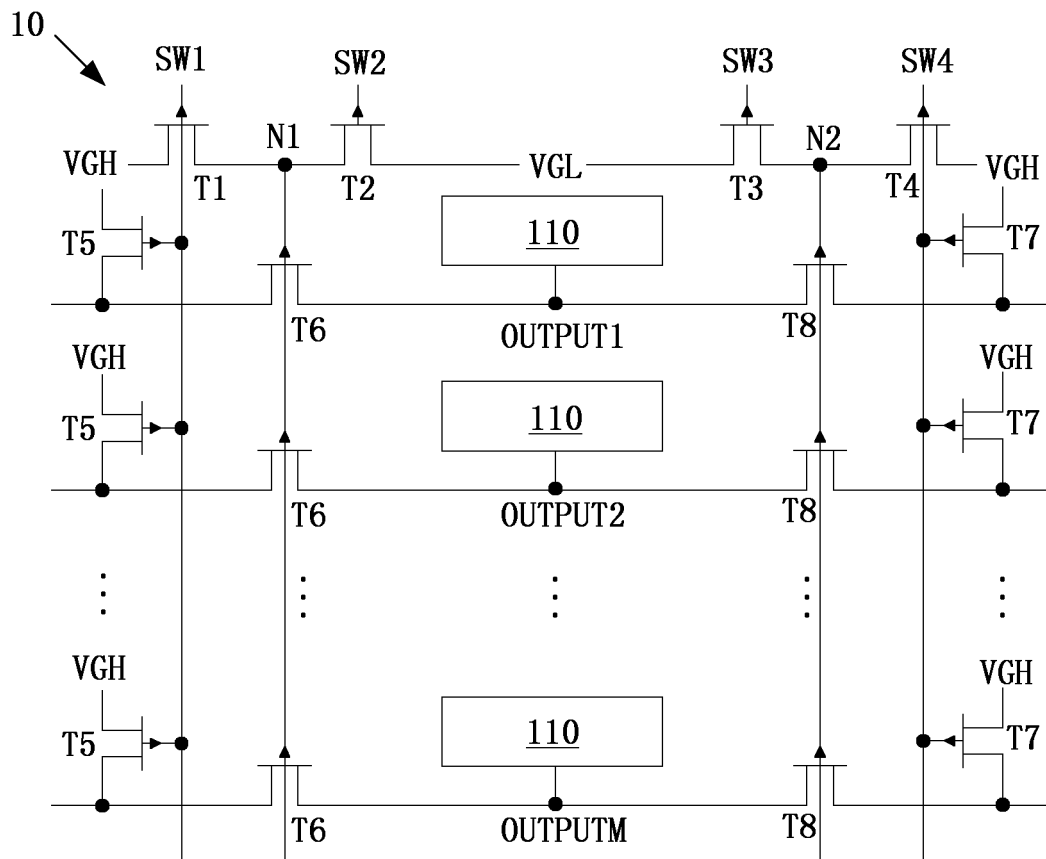 10
SW1 SW2 SW3 SW4
N1 N2
VGH T1 T2 VGL T3 T4 VGH
T5 110 T7
T6 OUTPUT1 T8
VGH VGH
T5 110 T7
T6 OUTPUT2 T8
VGH VGH
T5 110 T7
T6 OUTPUTM T8